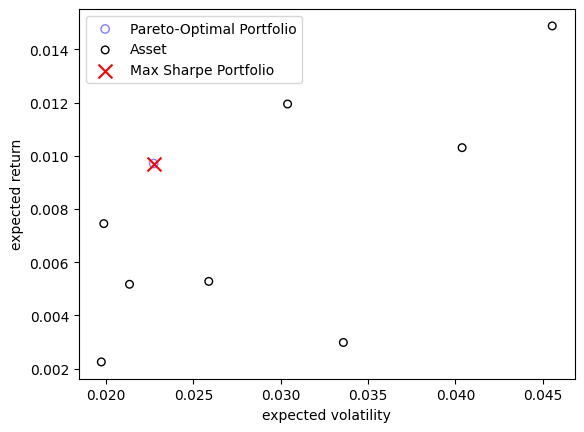 Pareto-Optimal Portfolio
Asset
Max Sharpe Portfolio
0.014
0.012
0.010
0.008
0.006
0.004
0.002
expected return
0.020 0.025 0.030 0.035 0.040 0.045
expected volatility